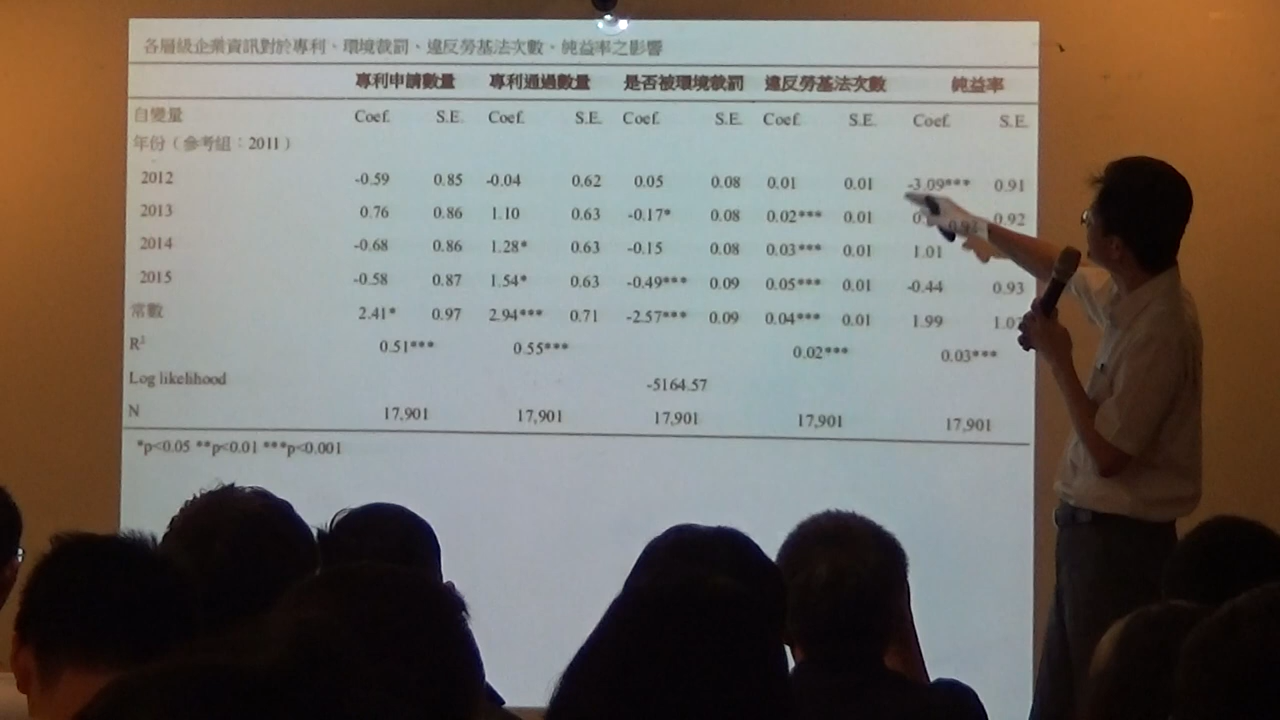 各層級企業資訊對於專利、環境裁罰、違反勞基法次數、純益率之影響
專利申請數量 專利通過數量 是否被環境裁罰 違反勞基法次數 純益率
自變量 Coef. S.E. Coef. S.E. Coef. S.E. Coef. S.E. Coef. S.E.
年份（參考組：2011）
2012 -0.59 0.85 -0.04 0.62 0.05 0.08 0.01 0.01 -3.09*** 0.91
2013 0.76 0.86 1.10 0.63 -0.17* 0.08 0.02*** 0.01 0.92
2014 -0.68 0.86 1.28* 0.63 -0.15 0.08 0.03*** 0.01 1.01
2015 -0.58 0.87 1.54* 0.63 -0.49*** 0.09 0.05*** 0.01 -0.44 0.93
常數 2.41* 0.97 2.94*** 0.71 -2.57*** 0.09 0.04*** 0.01 1.99
R² 0.51*** 0.55*** 0.02*** 0.03***
Log likelihood -5164.57
N 17,901 17,901 17,901 17,901 17,901
*p<0.05 **p<0.01 ***p<0.001